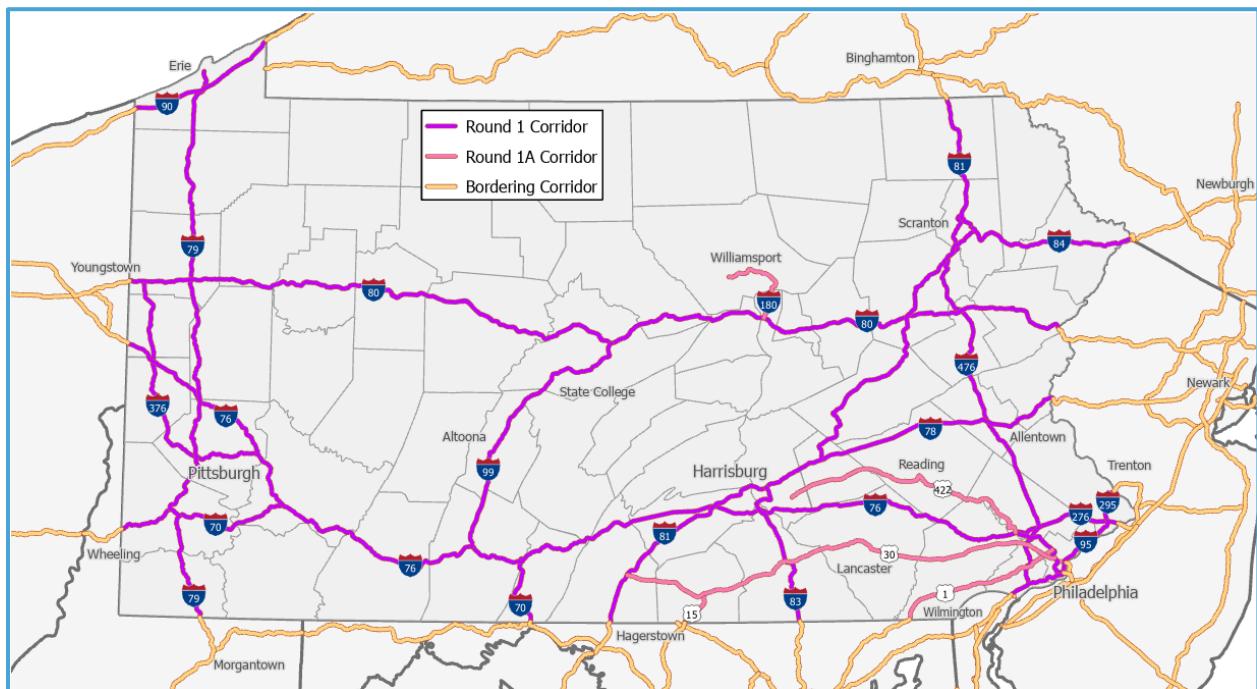 Binghamton
Erie
90
Round 1 Corridor
Round 1A Corridor
Bordering Corridor
81
Newburgh
Scranton
79
84
Youngstown
Williamsport
80
180
80
476
Newark
State College
376
76
Altoona
78
Allentown
Pittsburgh
99
Harrisburg
Reading
Trenton
422
70
76
276
295
81
95
Wheeling
76
30
Lancaster
79
70
15
83
1
Wilmington
Philadelphia
Hagerstown
Morgantown